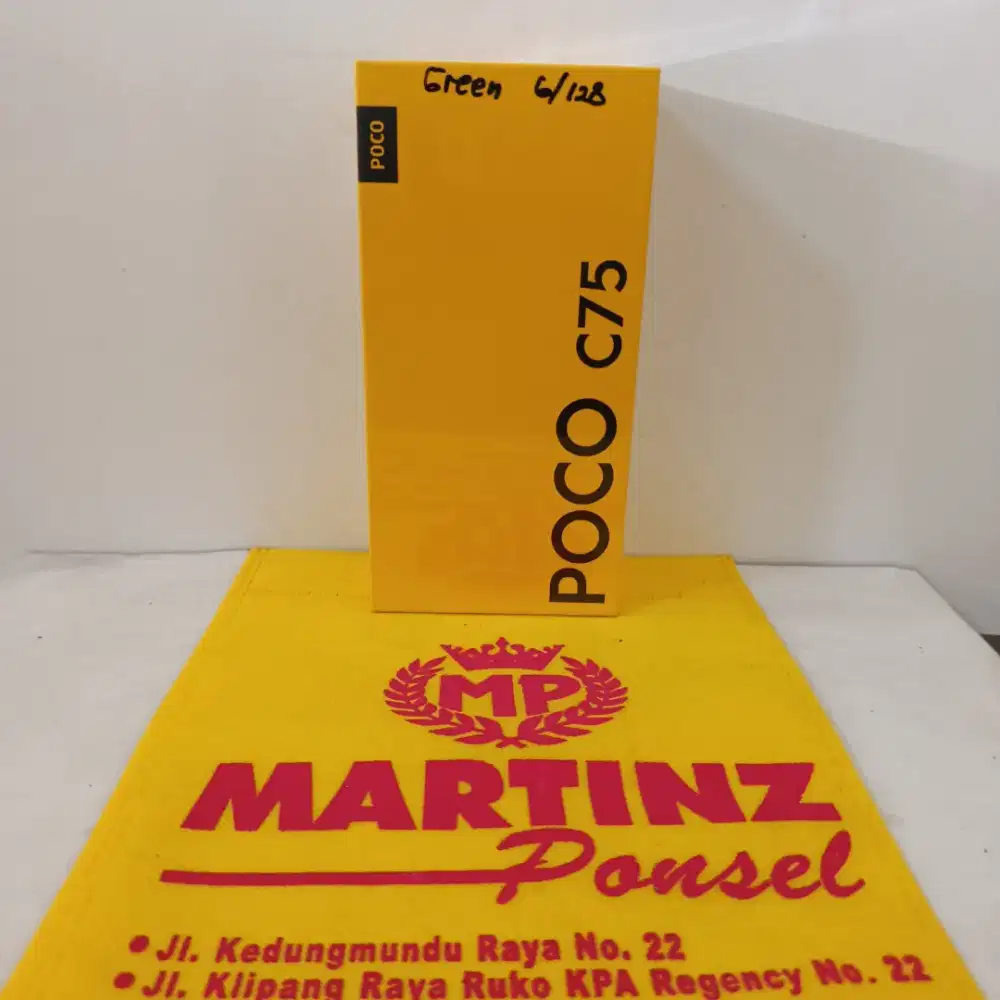 Green 6/128
POCO
POCO C75
MP
MARTINZ
Ponsel
• Jl. Kedungmundu Raya No. 22
• Jl. Klipang Raya Ruko KPA Regency No. 22